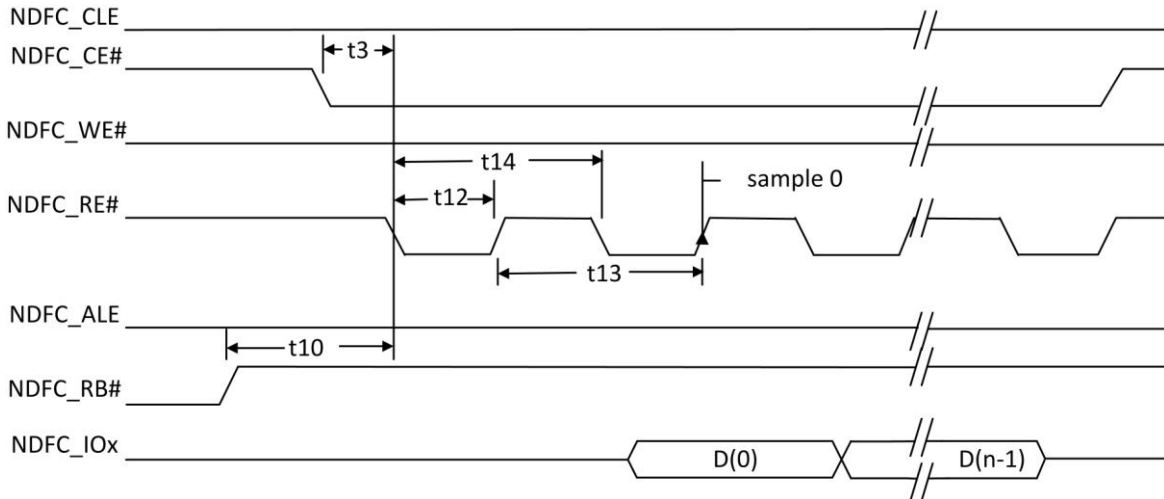 NDFC_CLE
t3
NDFC_CE#
NDFC_WE#
t14
sample 0
t12
NDFC_RE#
t13
NDFC_ALE
t10
NDFC_RB#
NDFC_IOx
D(0)
D(n-1)